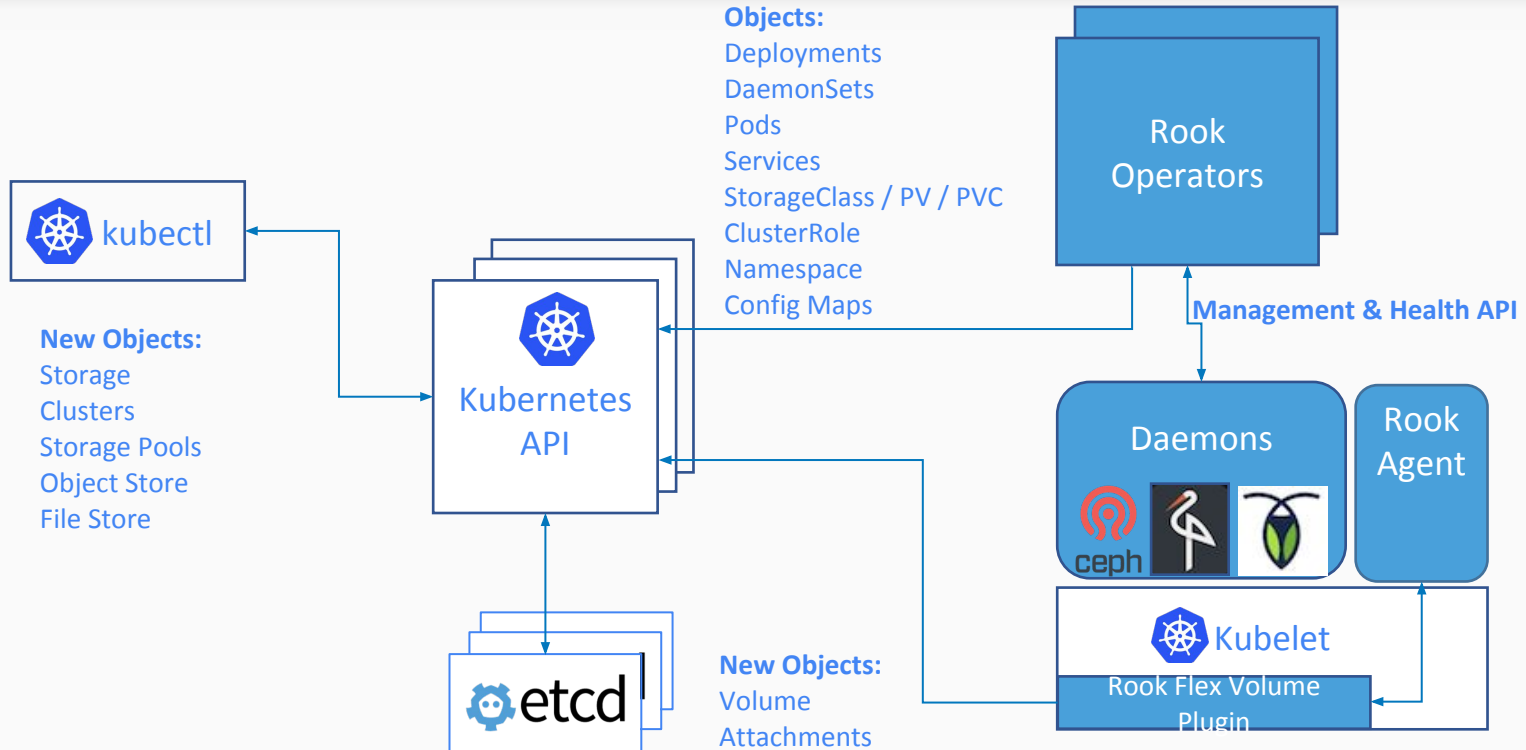 Objects:
Deployments
DaemonSets
Pods
Services
StorageClass / PV / PVC
ClusterRole
Namespace
Config Maps
Rook
Operators
kubectl
New Objects:
Storage
Clusters
Storage Pools
Object Store
File Store
Kubernetes
API
Management & Health API
Daemons
ceph
Rook
Agent
Kubelet
Rook Flex Volume
Plugin
etcd
New Objects:
Volume
Attachments